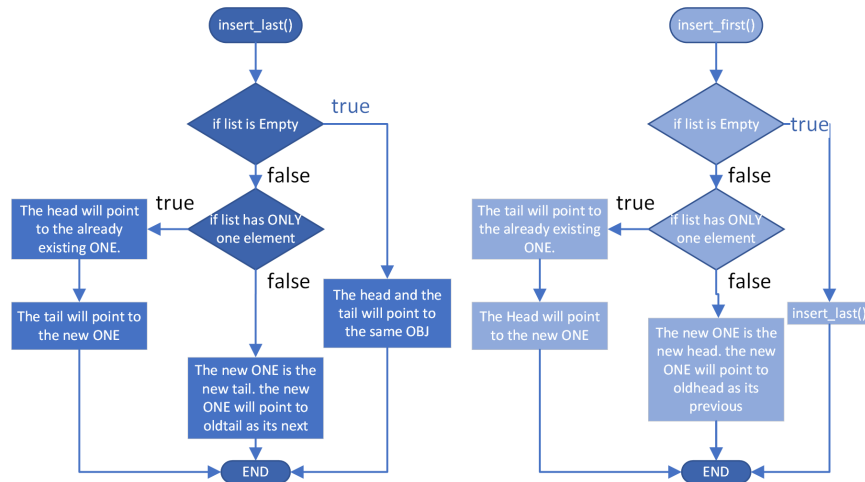 insert_last()
if list is Empty
true
false
if list has ONLY
one element
true
The head will point
to the already
existing ONE.
The tail will point to
the new ONE
false
The head and the
tail will point to
the same OBJ
The new ONE is the
new tail. the new
ONE will point to
oldtail as its next
END
insert_first()
if list is Empty
true
false
if list has ONLY
one element
true
The tail will point to
the already existing
ONE.
The Head will point
to the new ONE
false
insert_last()
The new ONE is the
new head. the new
ONE will point to
oldhead as its
previous
END